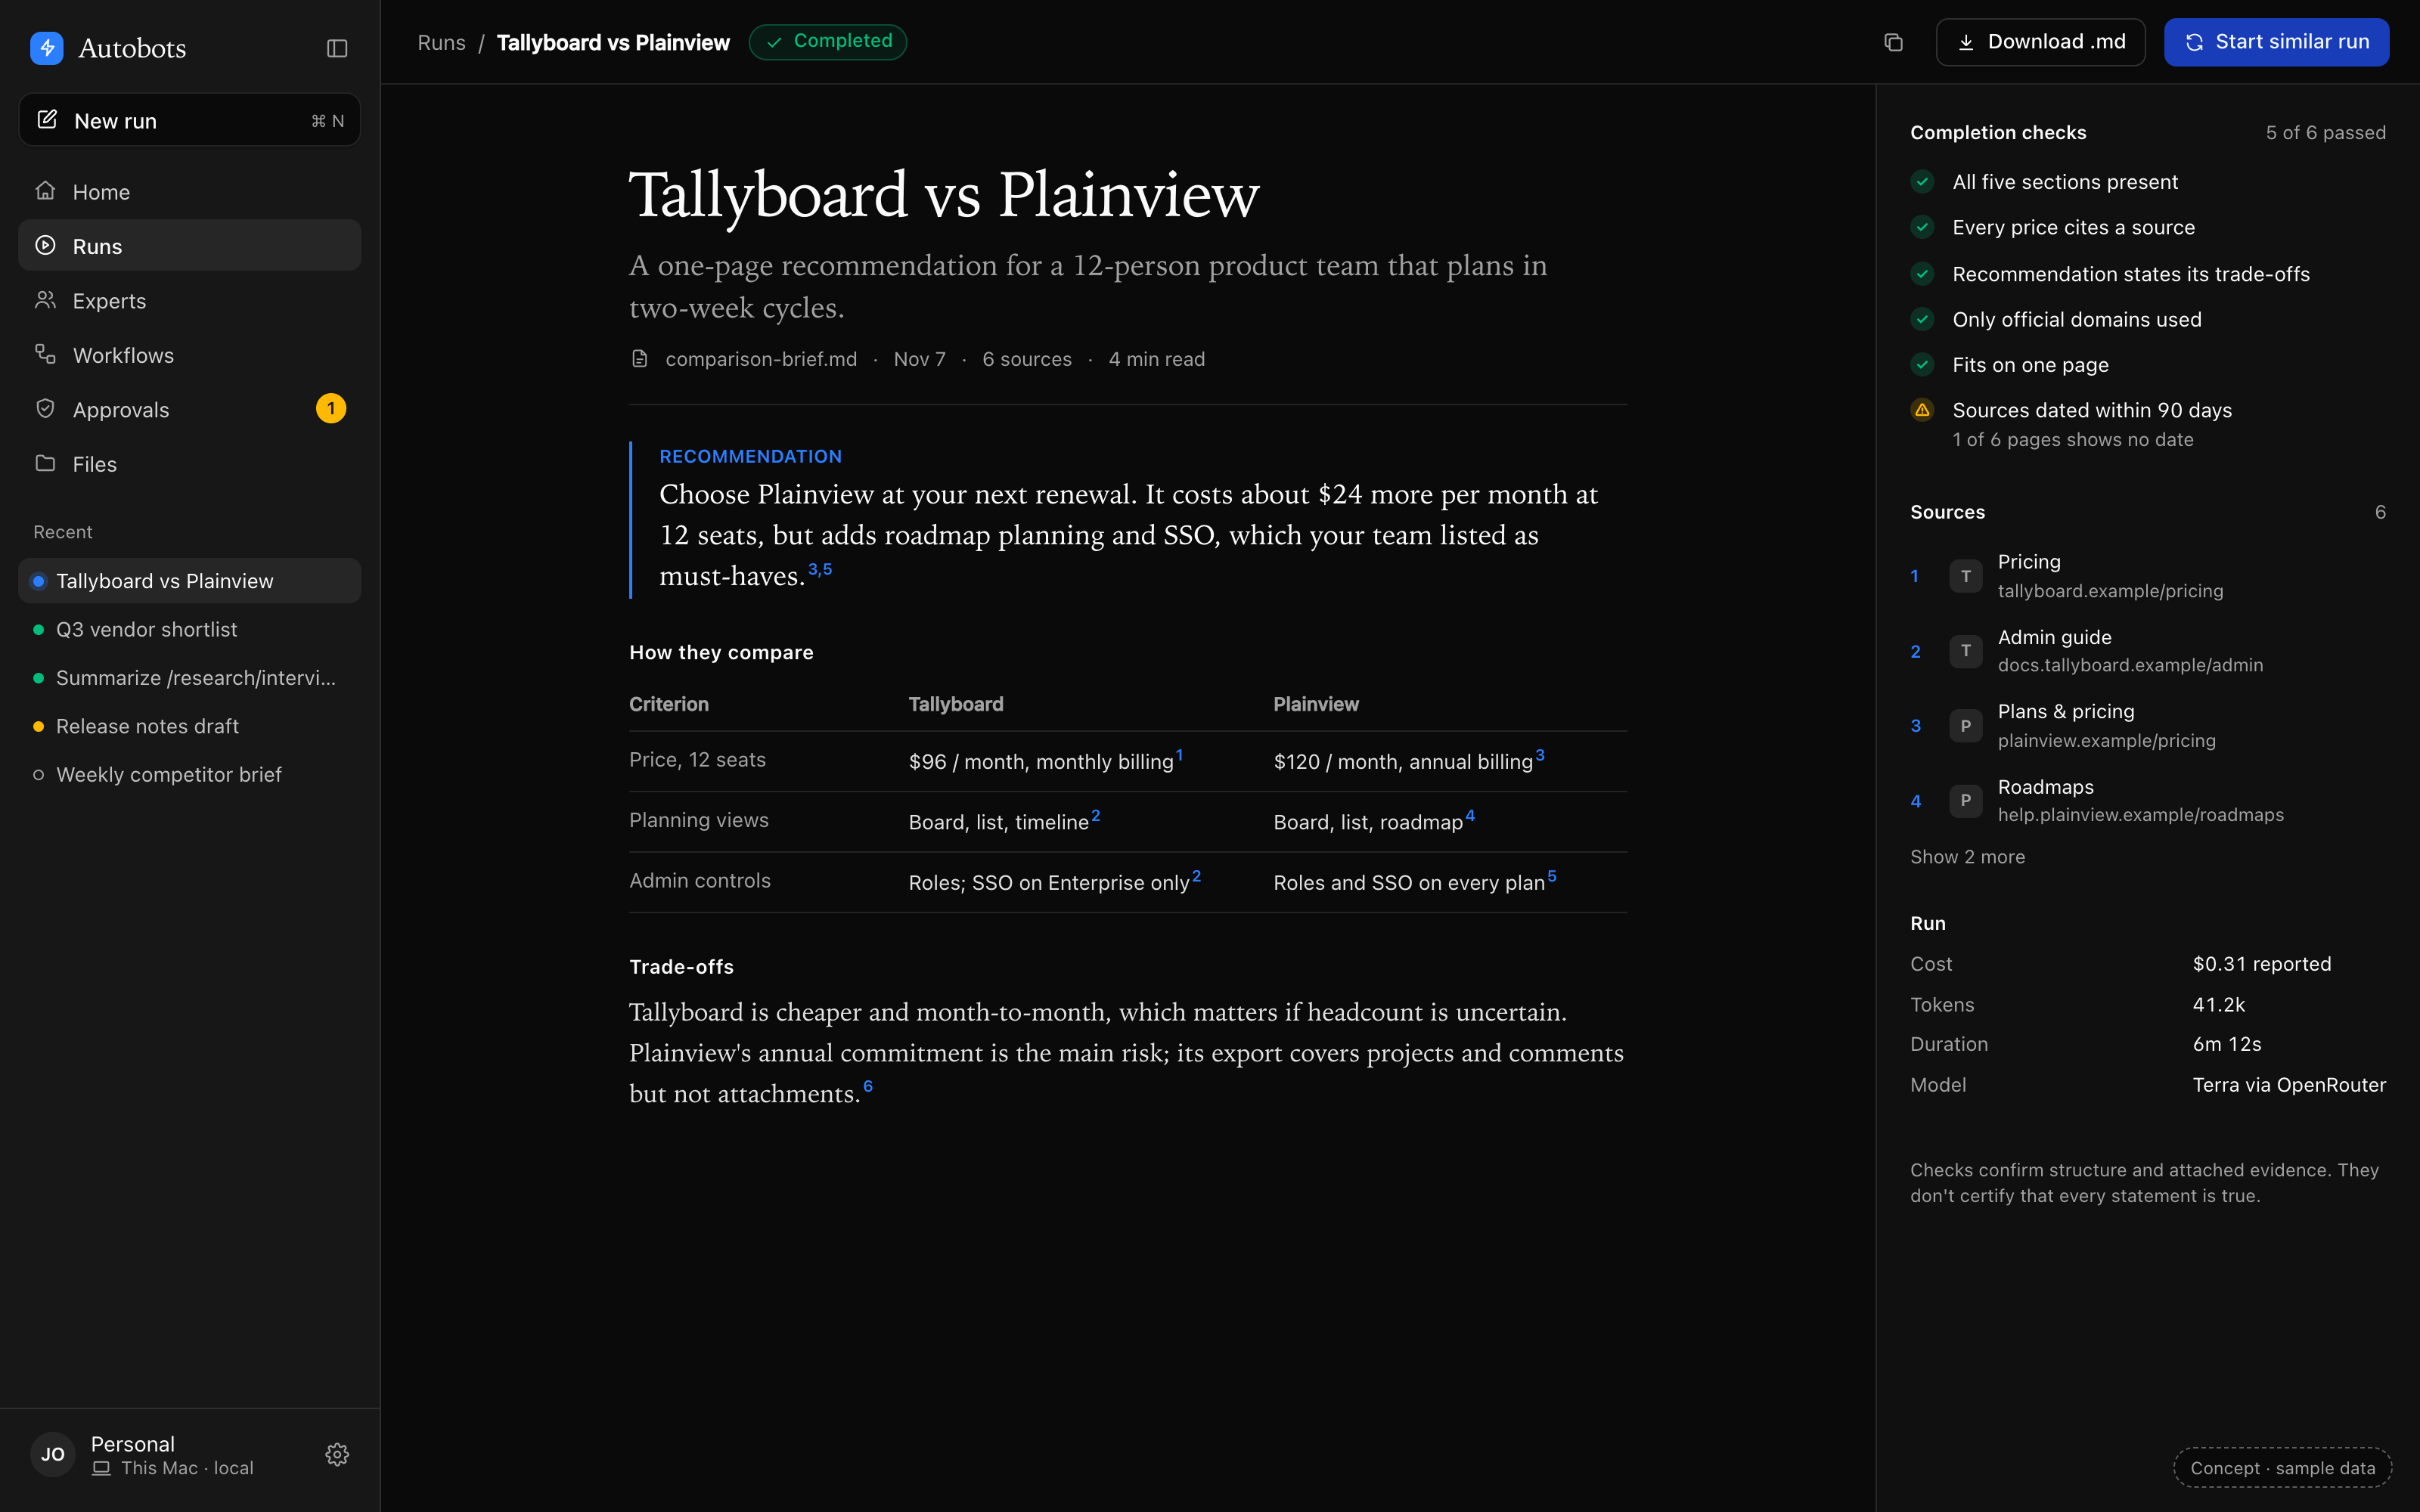 Autobots
New run
⌘ N
Home
Runs
Experts
Workflows
Approvals
1
Files
Recent
Tallyboard vs Plainview
Q3 vendor shortlist
Summarize /research/intervi...
Release notes draft
Weekly competitor brief
JO
Personal
This Mac · local
Runs / Tallyboard vs Plainview
Completed
Download .md
Start similar run
Tallyboard vs Plainview
A one-page recommendation for a 12-person product team that plans in
two-week cycles.
comparison-brief.md · Nov 7 · 6 sources · 4 min read
RECOMMENDATION
Choose Plainview at your next renewal. It costs about $24 more per month at
12 seats, but adds roadmap planning and SSO, which your team listed as
must-haves.3,5
How they compare
Criterion Tallyboard Plainview
Price, 12 seats $96 / month, monthly billing1 $120 / month, annual billing3
Planning views Board, list, timeline2 Board, list, roadmap4
Admin controls Roles; SSO on Enterprise only2 Roles and SSO on every plan5
Trade-offs
Tallyboard is cheaper and month-to-month, which matters if headcount is uncertain.
Plainview's annual commitment is the main risk; its export covers projects and comments
but not attachments.6
Completion checks 5 of 6 passed
All five sections present
Every price cites a source
Recommendation states its trade-offs
Only official domains used
Fits on one page
Sources dated within 90 days
1 of 6 pages shows no date
Sources 6
1 T Pricing
tallyboard.example/pricing
2 T Admin guide
docs.tallyboard.example/admin
3 P Plans & pricing
plainview.example/pricing
4 P Roadmaps
help.plainview.example/roadmaps
Show 2 more
Run
Cost $0.31 reported
Tokens 41.2k
Duration 6m 12s
Model Terra via OpenRouter
Checks confirm structure and attached evidence. They
don't certify that every statement is true.
Concept · sample data